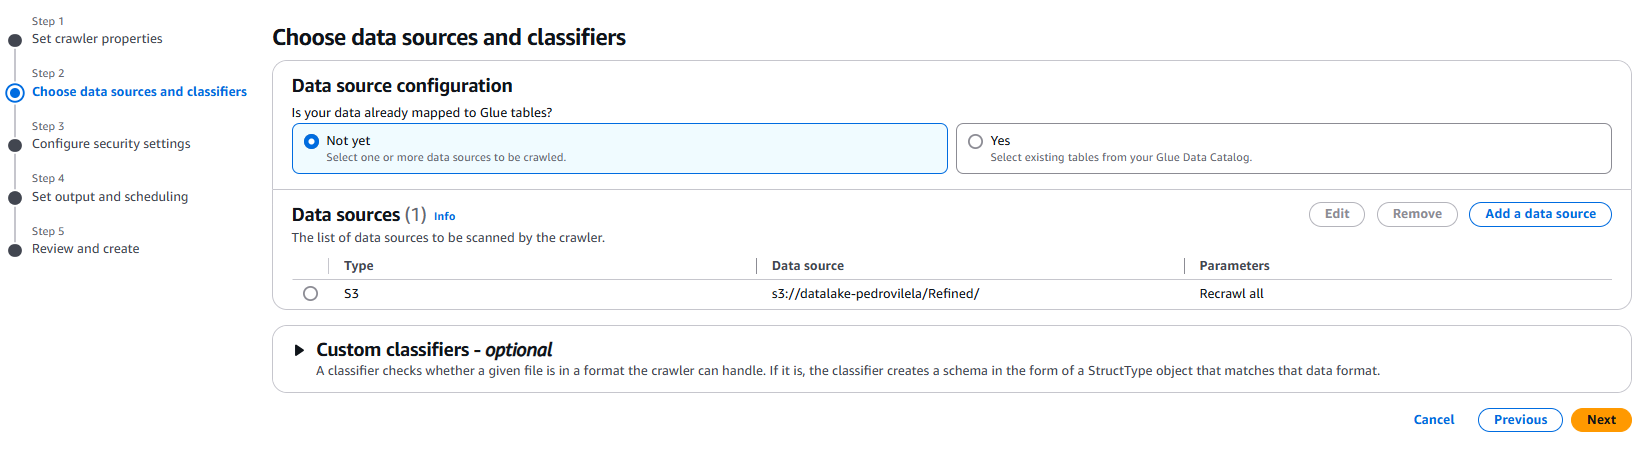 Step 1
Set crawler properties
Step 2
Choose data sources and classifiers
Step 3
Configure security settings
Step 4
Set output and scheduling
Step 5
Review and create
Choose data sources and classifiers
Data source configuration
Is your data already mapped to Glue tables?
Not yet
Select one or more data sources to be crawled.
Yes
Select existing tables from your Glue Data Catalog.
Data sources (1) Info
Edit
Remove
Add a data source
The list of data sources to be scanned by the crawler.
Type Data source Parameters
S3 s3://datalake-pedrovilela/Refined/ Recrawl all
Custom classifiers - optional
A classifier checks whether a given file is in a format the crawler can handle. If it is, the classifier creates a schema in the form of a StructType object that matches that data format.
Cancel Previous Next